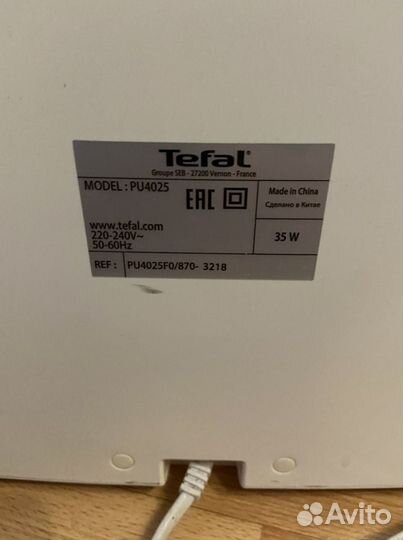 Tefal
Groupe SEB - 27200 Vernon - France
MODEL : PU4025
EAC
Made in China
Сделано в Китае
www.tefal.com
220-240V~
50-60Hz
35 W
REF : PU4025F0/870- 3218
Avito